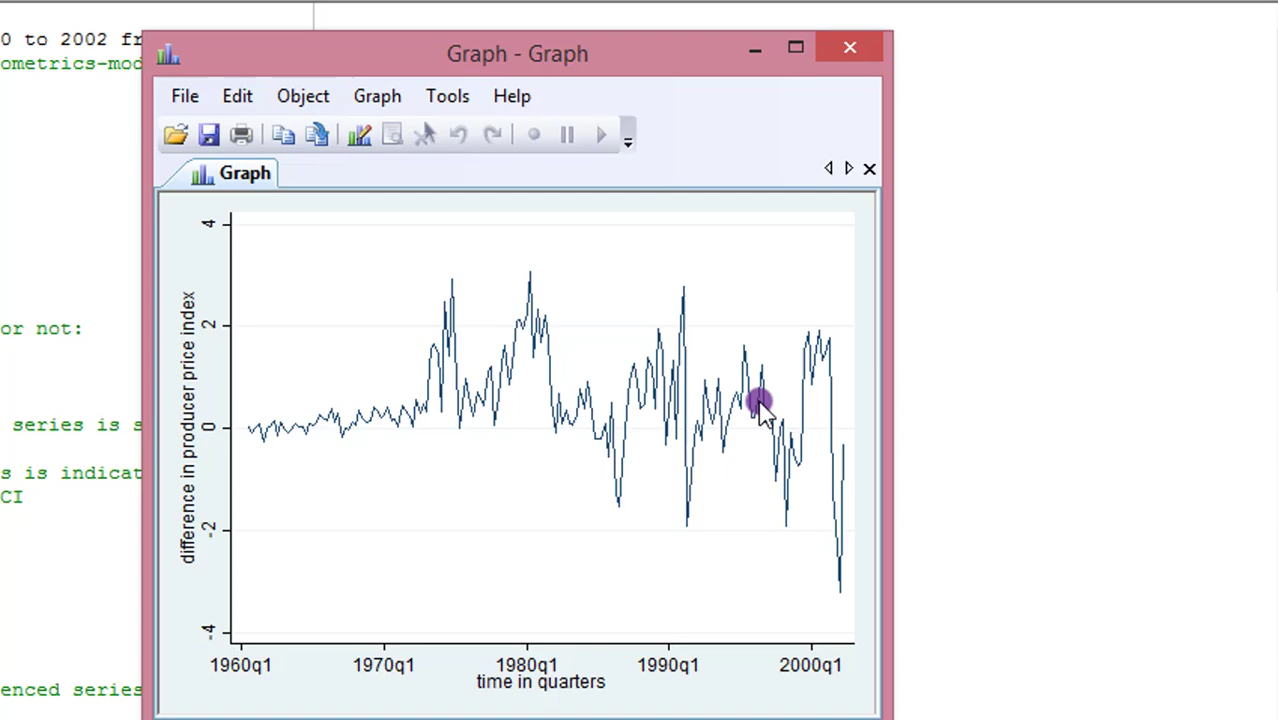 0 to 2002 fr
ometrics-mod
Graph - Graph
File Edit Object Graph Tools Help
Graph
or not:
series is s
s is indicat
CI
enced series
difference in producer price index
4
2
0
-2
-4
1960q1 1970q1 1980q1 1990q1 2000q1
time in quarters